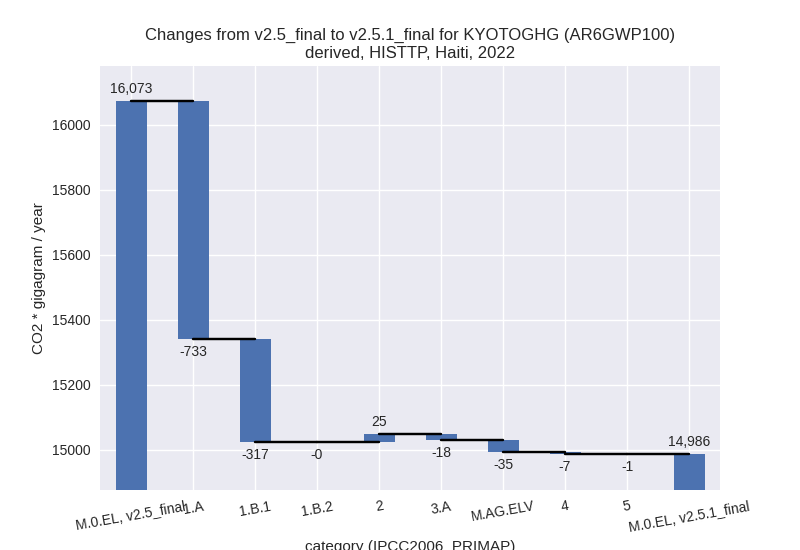 Changes from v2.5_final to v2.5.1_final for KYOTOGHG (AR6GWP100)
derived, HISTTP, Haiti, 2022
16,073
16000
15800
15600
15400
15200
15000
CO2 * gigagram / year
-733
-317
-0
25
-18
-35
-7
-1
14,986
M.0.EL, v2.5_final
1.A
1.B.1
1.B.2
2
3.A
M.AG.ELV
4
5
M.0.EL, v2.5.1_final
category (IPCC2006_PRIMAP)